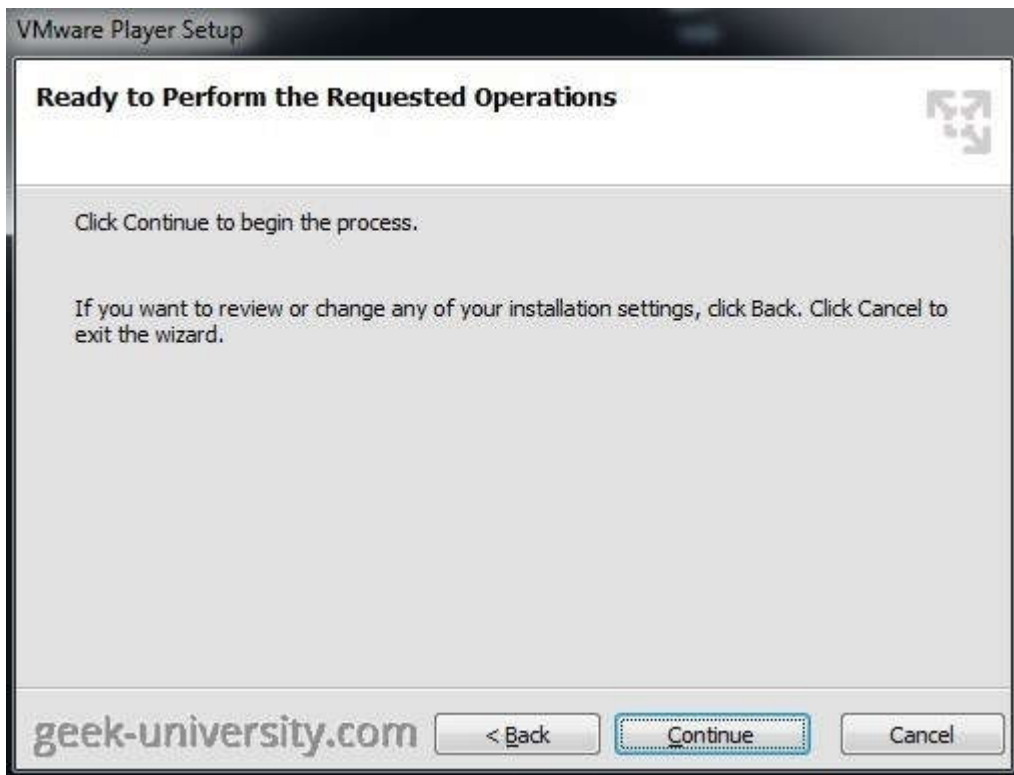 VMware Player Setup
Ready to Perform the Requested Operations
Click Continue to begin the process.
If you want to review or change any of your installation settings, click Back. Click Cancel to
exit the wizard.
geek-university.com
< Back
Continue
Cancel